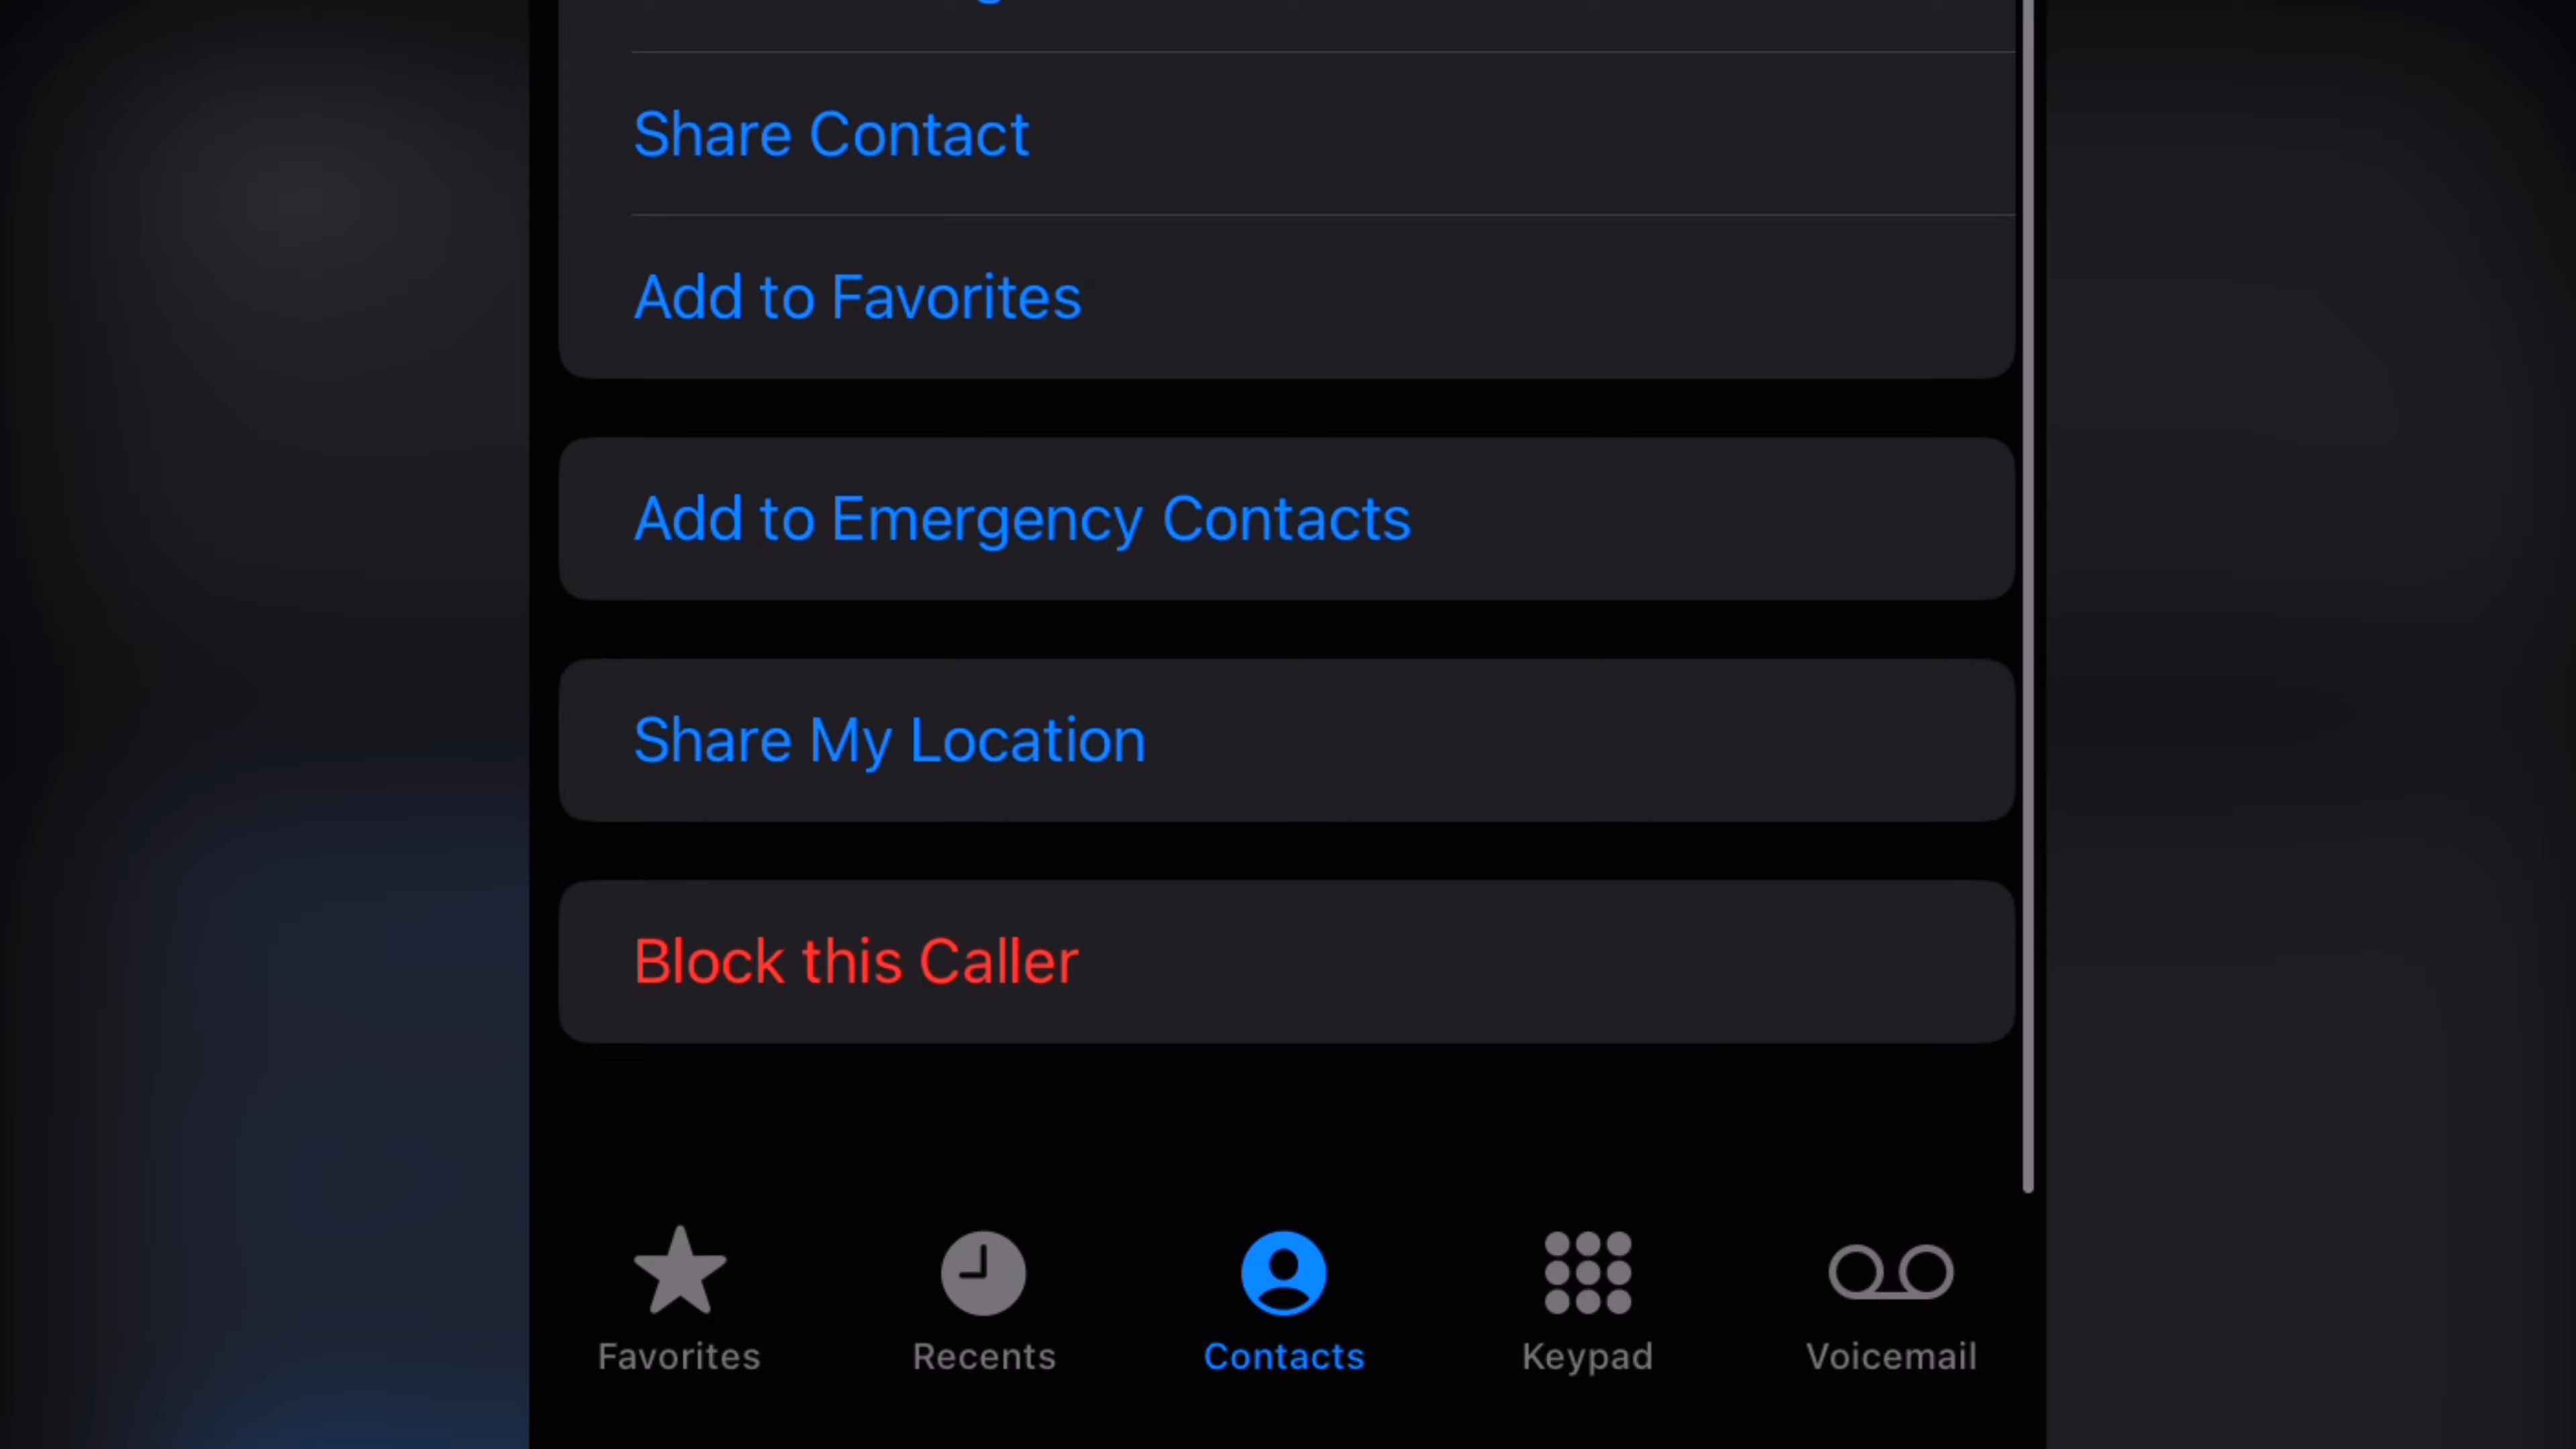 Share Contact
Add to Favorites
Add to Emergency Contacts
Share My Location
Block this Caller
Favorites
Recents
Contacts
Keypad
Voicemail